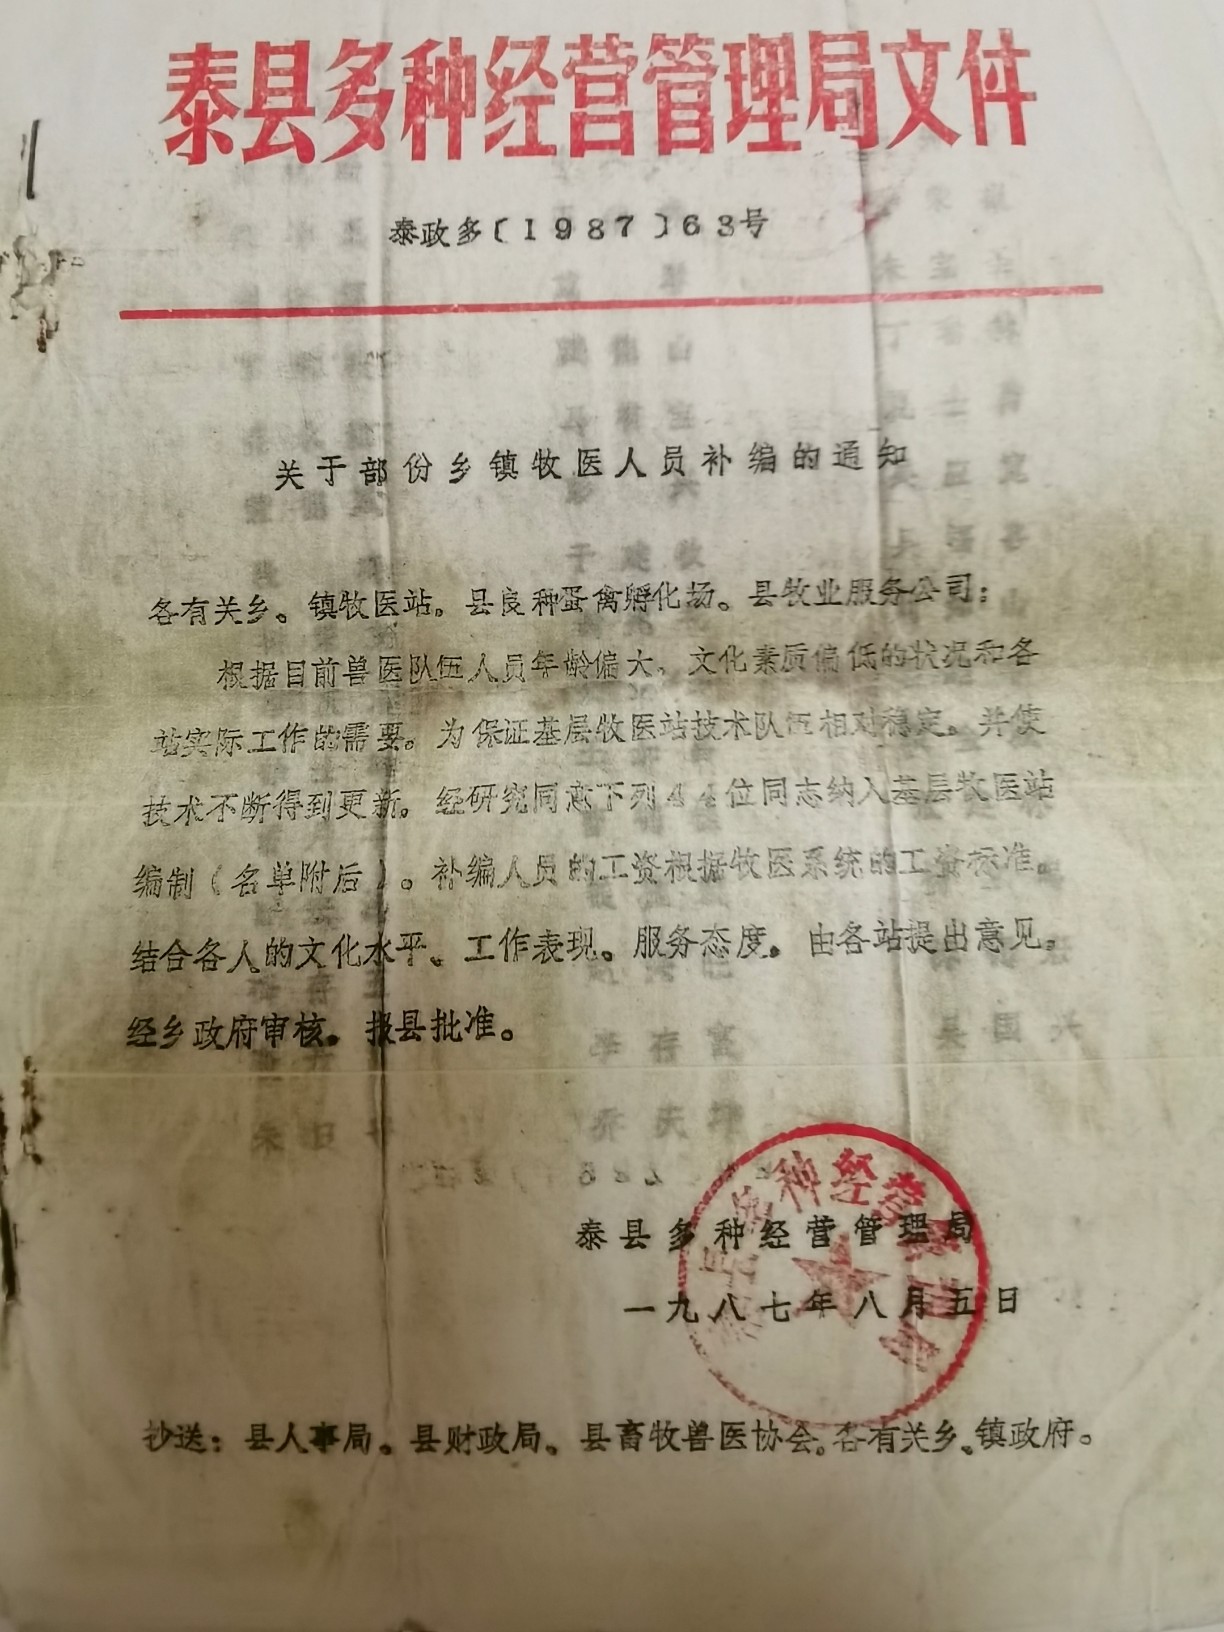 泰县多种经营管理局文件
泰政多〔1987〕63号
关于部份乡镇牧医人员补编的通知
各有关乡。镇牧医站。县良种蛋禽孵化场。县牧业服务公司：
根据目前兽医队伍人员年龄偏大，文化素质偏低的状况和各
站实际工作的需要。为保证基层牧医站技术队伍相对稳定。并使
技术不断得到更新。经研究同意下列44位同志纳入基层牧医站
编制（名单附后）。补编人员的工资根据牧医系统的工资标准。
结合各人的文化水平、工作表现。服务态度。由各站提出意见。
经乡政府审核。报县批准。
种经营
泰县多种经营管理局
一九八七年八月五日
抄送：县人事局。县财政局、县畜牧兽医协会。各有关乡、镇政府。